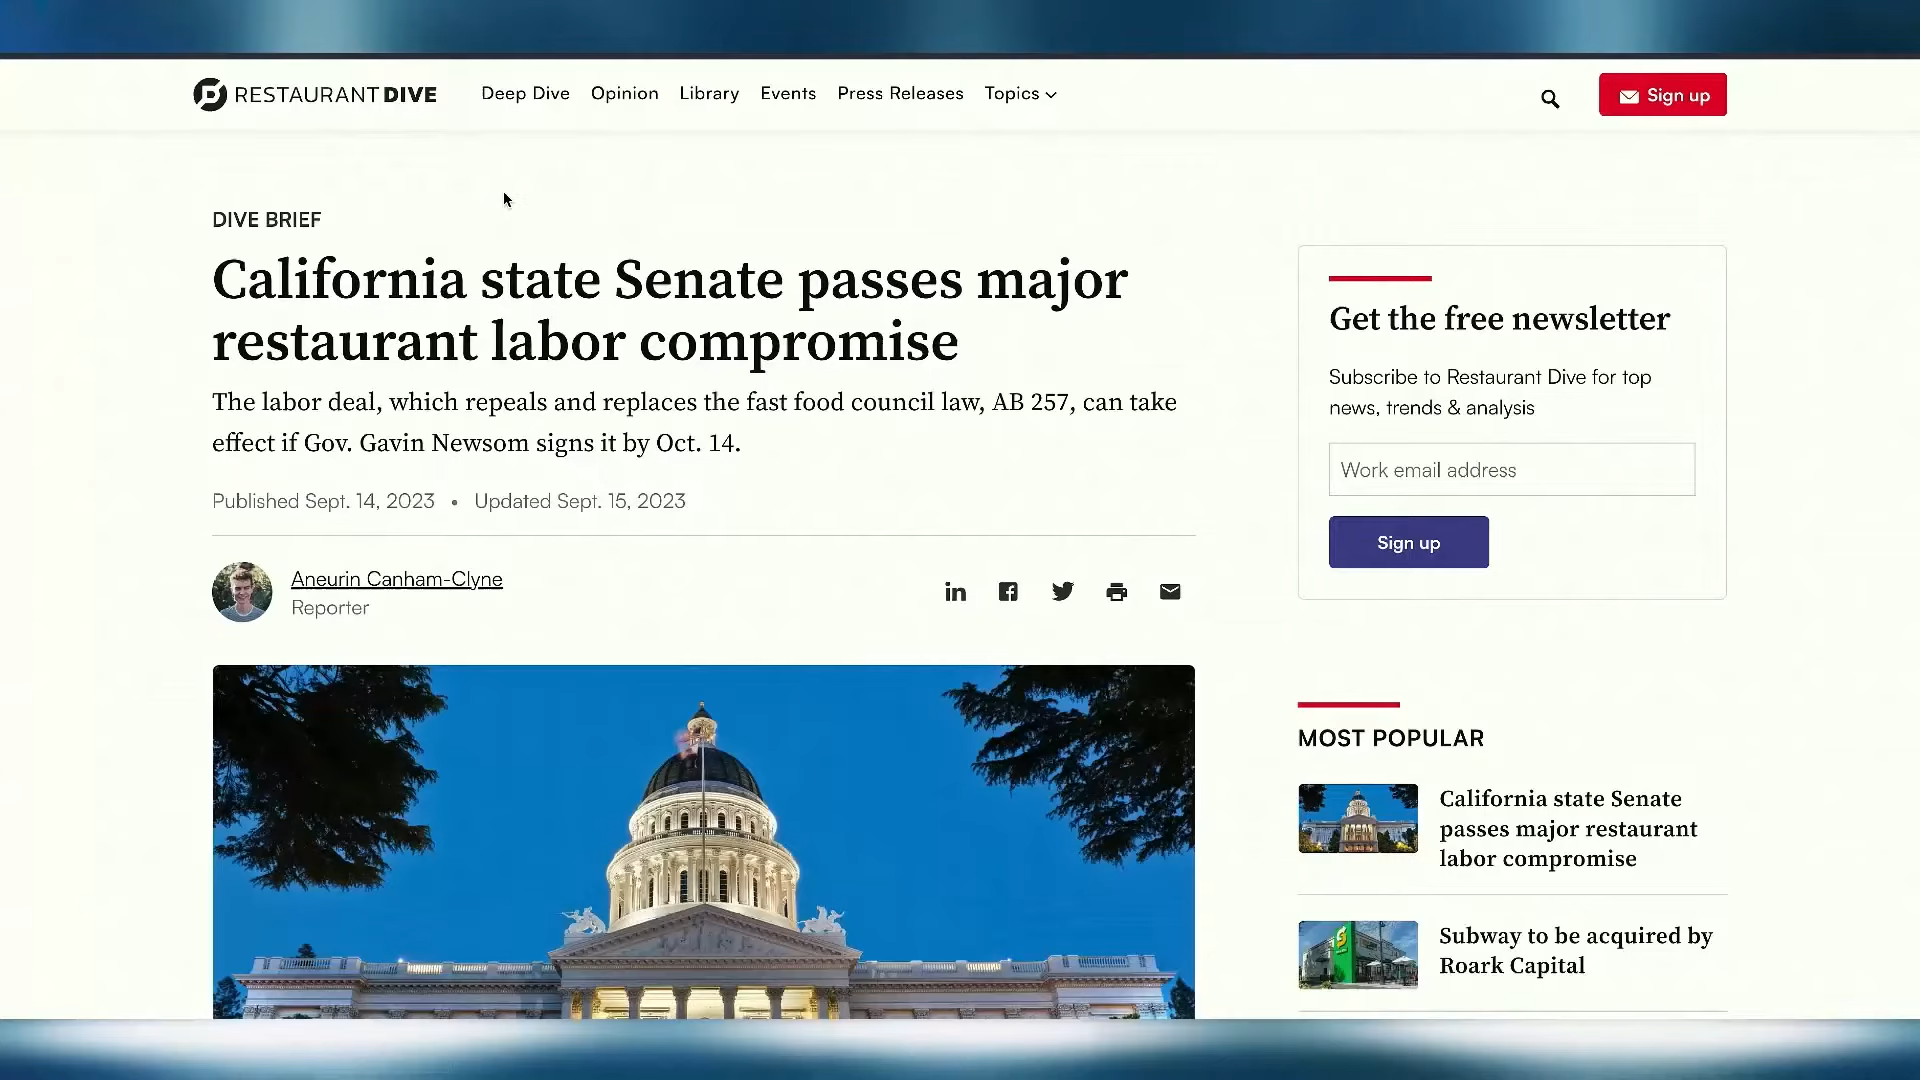 RESTAURANT DIVE
Deep Dive
Opinion
Library
Events
Press Releases
Topics
Sign up
DIVE BRIEF
California state Senate passes major
restaurant labor compromise
The labor deal, which repeals and replaces the fast food council law, AB 257, can take
effect if Gov. Gavin Newsom signs it by Oct. 14.
Published Sept. 14, 2023 • Updated Sept. 15, 2023
Aneurin Canham-Clyne
Reporter
Get the free newsletter
Subscribe to Restaurant Dive for top
news, trends & analysis
Work email address
Sign up
MOST POPULAR
California state Senate
passes major restaurant
labor compromise
Subway to be acquired by
Roark Capital